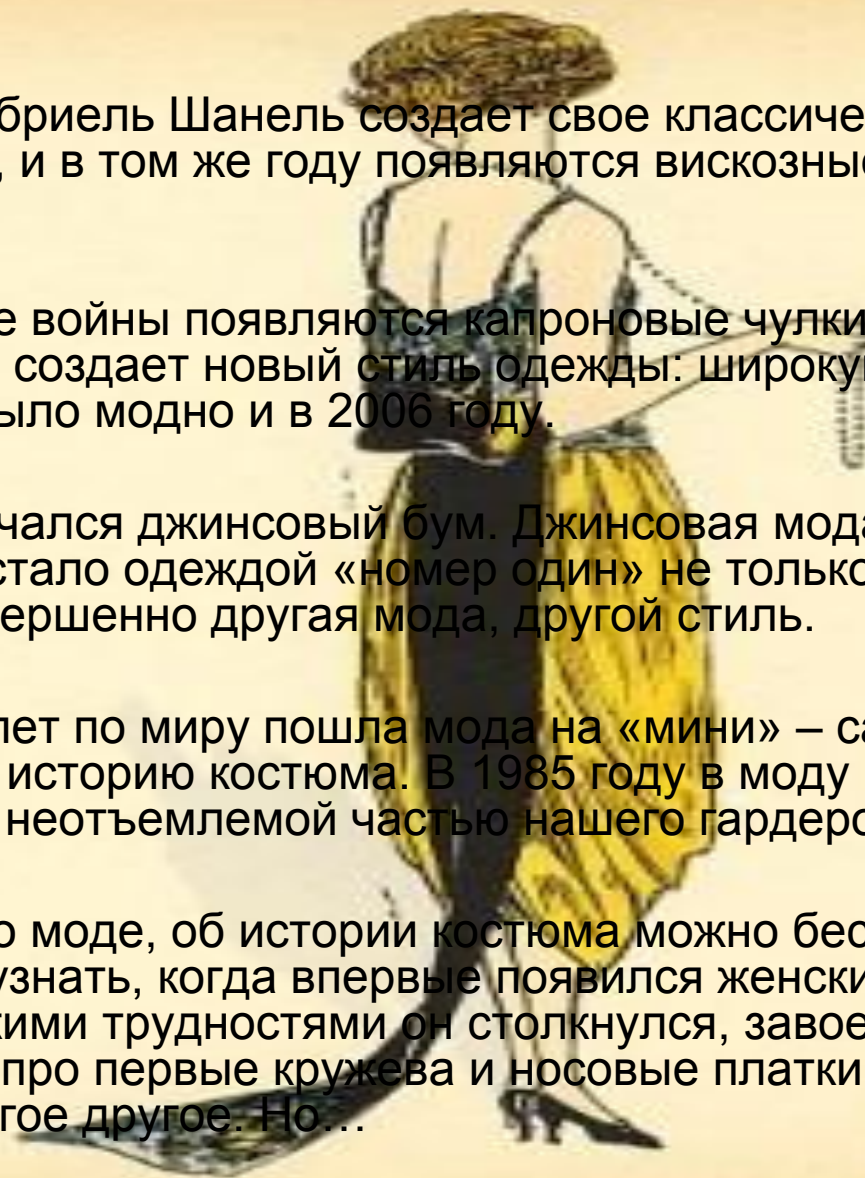 бриель Шанель создает свое классиче
, и в том же году появляются вискозные
е войны появляются капроновые чулки
создает новый стиль одежды: широку
ыло модно и в 2006 году.
чался джинсовый бум. Джинсовая мода
стало одеждой «номер один» не только
ершенно другая мода, другой стиль.
лет по миру пошла мода на «мини» – са
историю костюма. В 1985 году в моду
неотъемлемой частью нашего гардеро
о моде, об истории костюма можно бес
узнать, когда впервые появился женски
кими трудностями он столкнулся, завое
про первые кружева и носовые платки
гое другое. Но…